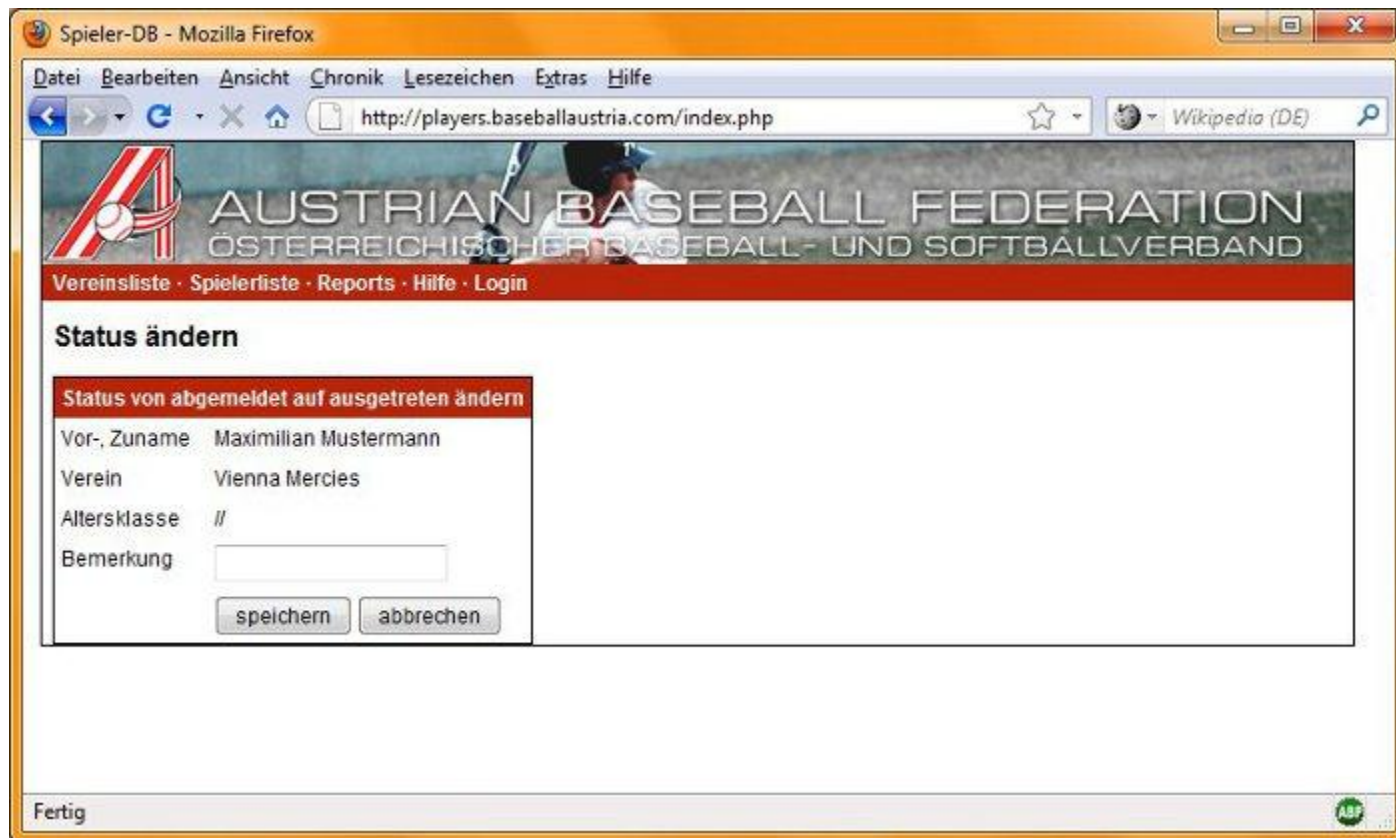 Spieler-DB - Mozilla Firefox
Datei Bearbeiten Ansicht Chronik Lesezeichen Extras Hilfe
http://players.baseballaustria.com/index.php Wikipedia (DE)
AUSTRIAN BASEBALL FEDERATION
ÖSTERREICHISCHER BASEBALL- UND SOFTBALLVERBAND
Vereinsliste · Spielerliste · Reports · Hilfe · Login
Status ändern
Status von abgemeldet auf ausgetreten ändern
Vor-, Zuname Maximilian Mustermann
Verein Vienna Mercies
Altersklasse //
Bemerkung
speichern abbrechen
Fertig ABP